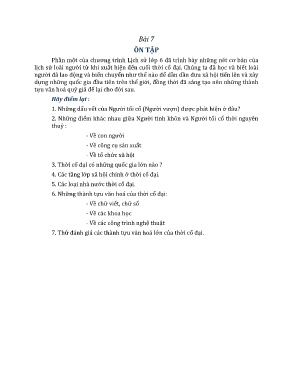 Bài 7
ÔN TẬP
Phần một của chương trình Lịch sử lớp 6 đã trình bày những nét cơ bản của
lịch sử loài người từ khi xuất hiện đến cuối thời cổ đại. Chúng ta đã học và biết loài
người đã lao động và biến chuyển như thế nào để dần dần đưa xã hội tiến lên và xây
dựng những quốc gia đầu tiên trên thế giới, đồng thời đã sáng tạo nên những thành
tựu văn hoá quý giá để lại cho đời sau.
Hãy điểm lại :
1. Những dấu vết của Người tối cổ (Người vượn) được phát hiện ở đâu?
2. Những điểm khác nhau giữa Người tinh khôn và Người tối cổ thời nguyên
thuỷ :
- Về con người
- Về công cụ sản xuất
- Về tổ chức xã hội
3. Thời cổ đại có những quốc gia lớn nào ?
4. Các tầng lớp xã hội chính ở thời cổ đại.
5. Các loại nhà nước thời cổ đại.
6. Những thành tựu văn hoá của thời cổ đại:
- Về chữ viết, chữ số
- Về các khoa học
- Về các công trình nghệ thuật
7. Thử đánh giá các thành tựu văn hoá lớn của thời cổ đại.